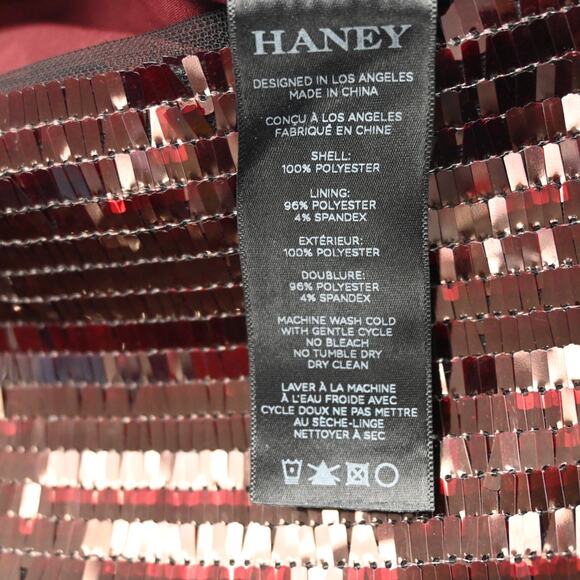 HANEY
DESIGNED IN LOS ANGELES
MADE IN CHINA
CONÇU À LOS ANGELES
FABRIQUÉ EN CHINE
SHELL:
100% POLYESTER
LINING:
96% POLYESTER
4% SPANDEX
EXTÉRIEUR:
100% POLYESTER
DOUBLURE:
96% POLYESTER
4% SPANDEX
MACHINE WASH COLD
WITH GENTLE CYCLE
NO BLEACH
NO TUMBLE DRY
DRY CLEAN
LAVER À LA MACHINE
À L'EAU FROIDE AVEC
CYCLE DOUX NE PAS METTRE
AU SÈCHE-LINGE
NETTOYER À SEC